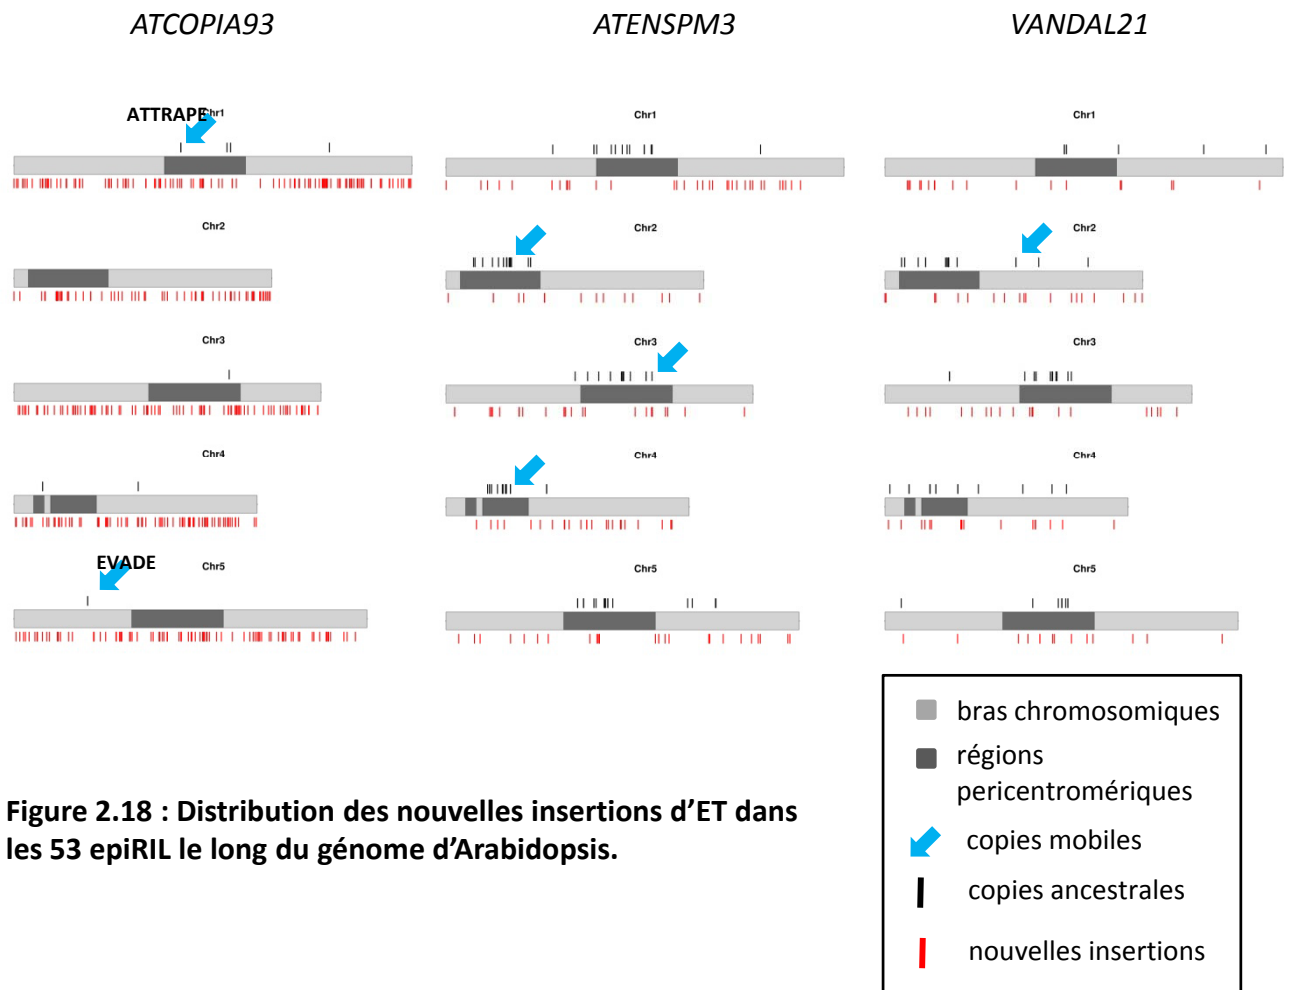 ATCOPIA93
ATENSPM3
VANDAL21
ATTRAPE
Chr1
Chr1
Chr1
Chr2
Chr2
Chr2
Chr3
Chr3
Chr3
Chr4
Chr4
Chr4
EVADE
Chr5
Chr5
Chr5
bras chromosomiques
régions
pericentromériques
copies mobiles
copies ancestrales
nouvelles insertions
Figure 2.18 : Distribution des nouvelles insertions d’ET dans
les 53 epiRIL le long du génome d’Arabidopsis.